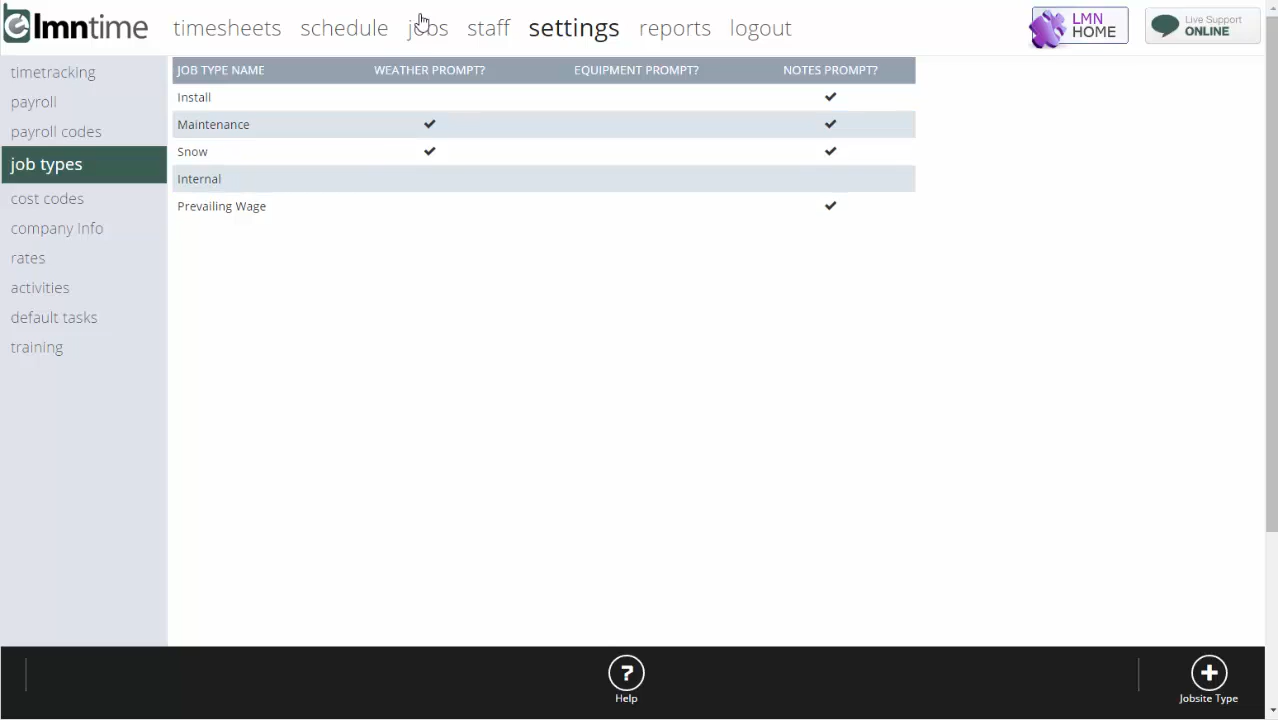 lmntime timesheets schedule jobs staff settings reports logout LMN HOME Live Support ONLINE
timetracking
payroll
payroll codes
job types
cost codes
company Info
rates
activities
default tasks
training
JOB TYPE NAME WEATHER PROMPT? EQUIPMENT PROMPT? NOTES PROMPT?
Install
Maintenance
Snow
Internal
Prevailing Wage
? Help
Jobsite Type